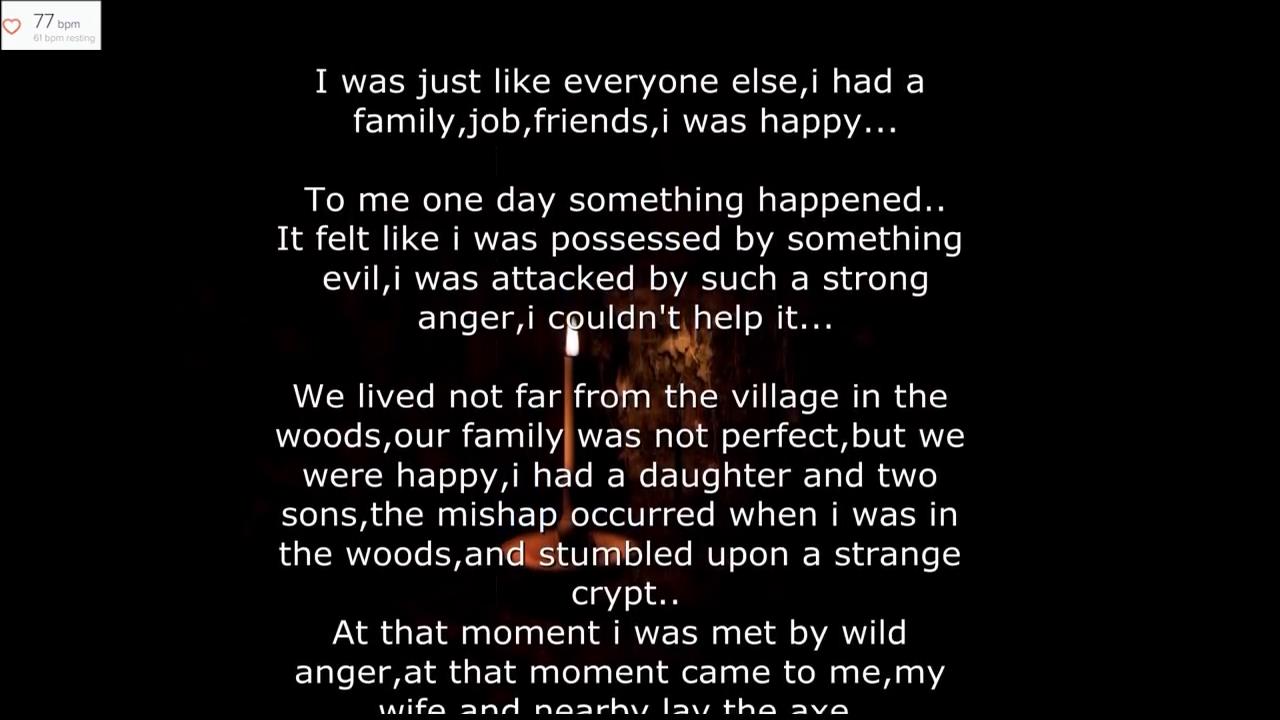 77 bpm
61 bpm resting
I was just like everyone else,i had a
family,job,friends,i was happy...
To me one day something happened..
It felt like i was possessed by something
evil,i was attacked by such a strong
anger,i couldn't help it...
We lived not far from the village in the
woods,our family was not perfect,but we
were happy,i had a daughter and two
sons,the mishap occurred when i was in
the woods,and stumbled upon a strange
crypt..
At that moment i was met by wild
anger,at that moment came to me,my
wife and nearby lay the axe